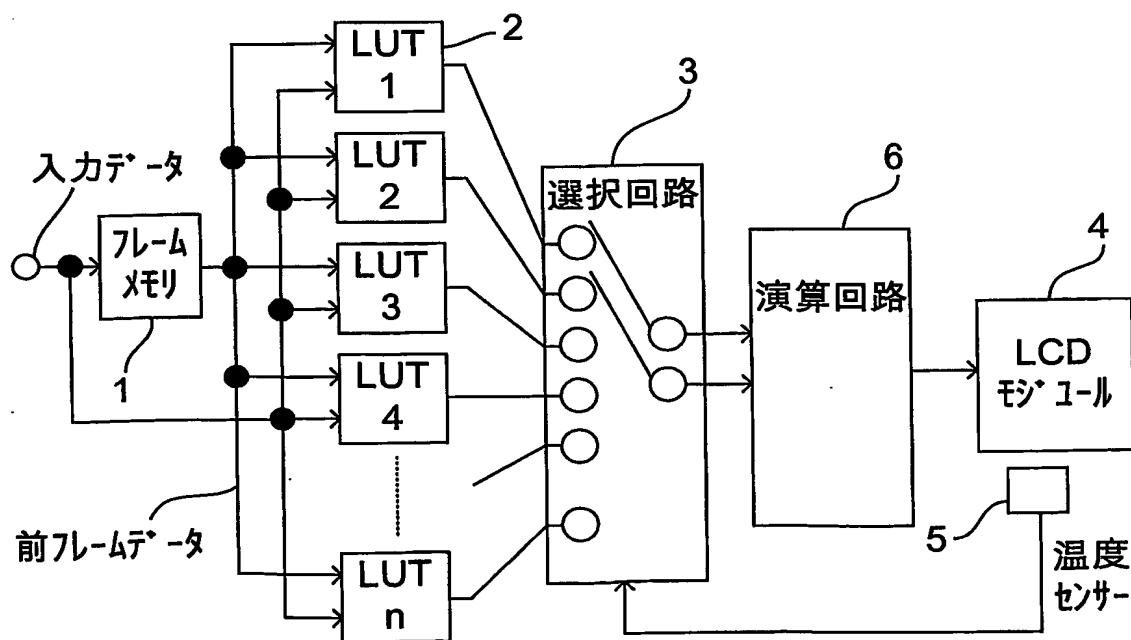 LUT
1
2
LUT
2
3
入力ﾃﾞｰﾀ
選択回路
6
ﾌﾚｰﾑ
ﾒﾓﾘ
1
LUT
3
演算回路
4
LCD
ﾓｼﾞｭｰﾙ
LUT
4
前ﾌﾚｰﾑﾃﾞｰﾀ
5
温度
ｾﾝｻｰ
LUT
n